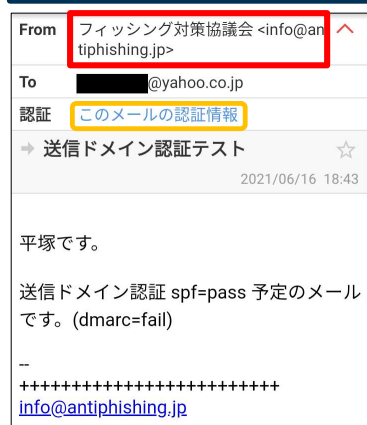 From フィッシング対策協議会 <info@an
tiphishing.jp>
To @yahoo.co.jp
認証 このメールの認証情報
送信ドメイン認証テスト
2021/06/16 18:43
平塚です。
送信ドメイン認証 spf=pass 予定のメール
です。(dmarc=fail)
--
+++++++++++++++++++++++++
info@antiphishing.jp